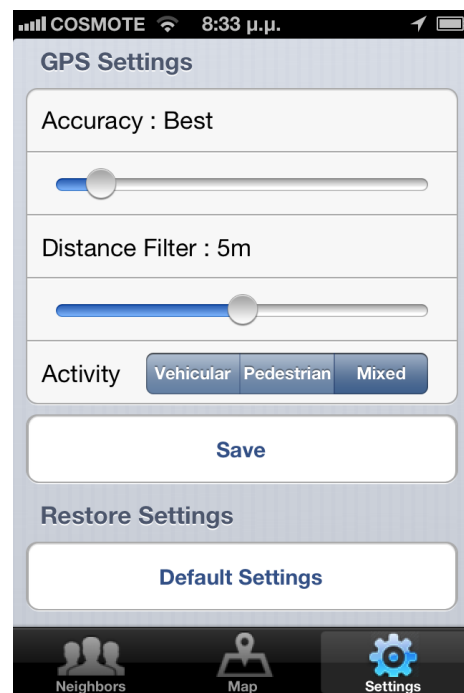 COSMOTE 8:33 μ.μ.
GPS Settings
Accuracy : Best
Distance Filter : 5m
Activity Vehicular Pedestrian Mixed
Save
Restore Settings
Default Settings
Neighbors Map Settings